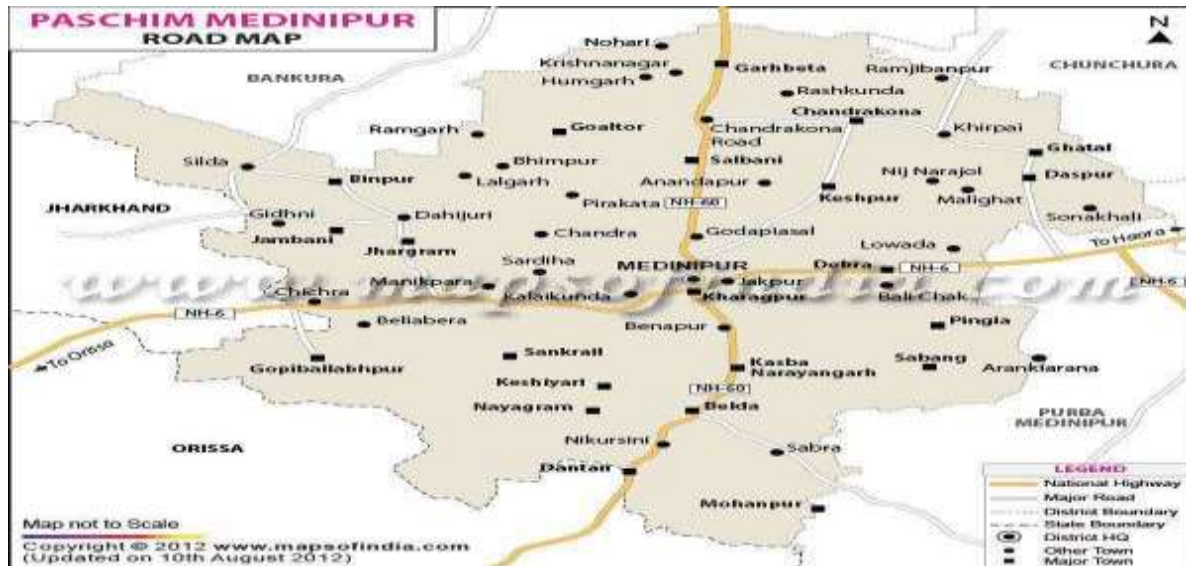 PASCHIM MEDINIPUR
ROAD MAP
N
BANKURA
CHUNCHURA
Nohari
Krishnanagar
Humgarh
Garhbeta
Ramjibanpur
Rashkunda
Chandrakona
Ramgarh
Goaltor
Chandrakona
Road
Khirpai
Ghatal
Silda
Bhimpur
Salbani
Binpur
Lalgarh
Anandapur
Nij Narajol
Daspur
JHARKHAND
Pirakata
NH-60
Keshpur
Malighat
Gidhni
Dahijuri
Sonakhali
Jambani
Jhargram
Chandra
Godapiasal
Lowada
To Haora
Sardiha
MEDINIPUR
Debra
NH-6
www.mapsofindia.com
Manikpara
Kalaikunda
Jakpur
Kharagpur
Bali Chak
NH-6
Chichra
NH-6
Beliabera
Benapur
Pingla
To Orissa
Gopiballabhpur
Sankrail
Kasba
Narayangarh
Sabang
Aranklarana
Keshiyari
NH-60
Nayagram
Belda
PURBA
MEDINIPUR
ORISSA
Nikursini
Sabra
Dantan
Mohanpur
LEGEND
National Highway
Major Road
District Boundary
State Boundary
District HQ
Other Town
Major Town
Map not to Scale
Copyright © 2012 www.mapsofindia.com
(Updated on 10th August 2012)